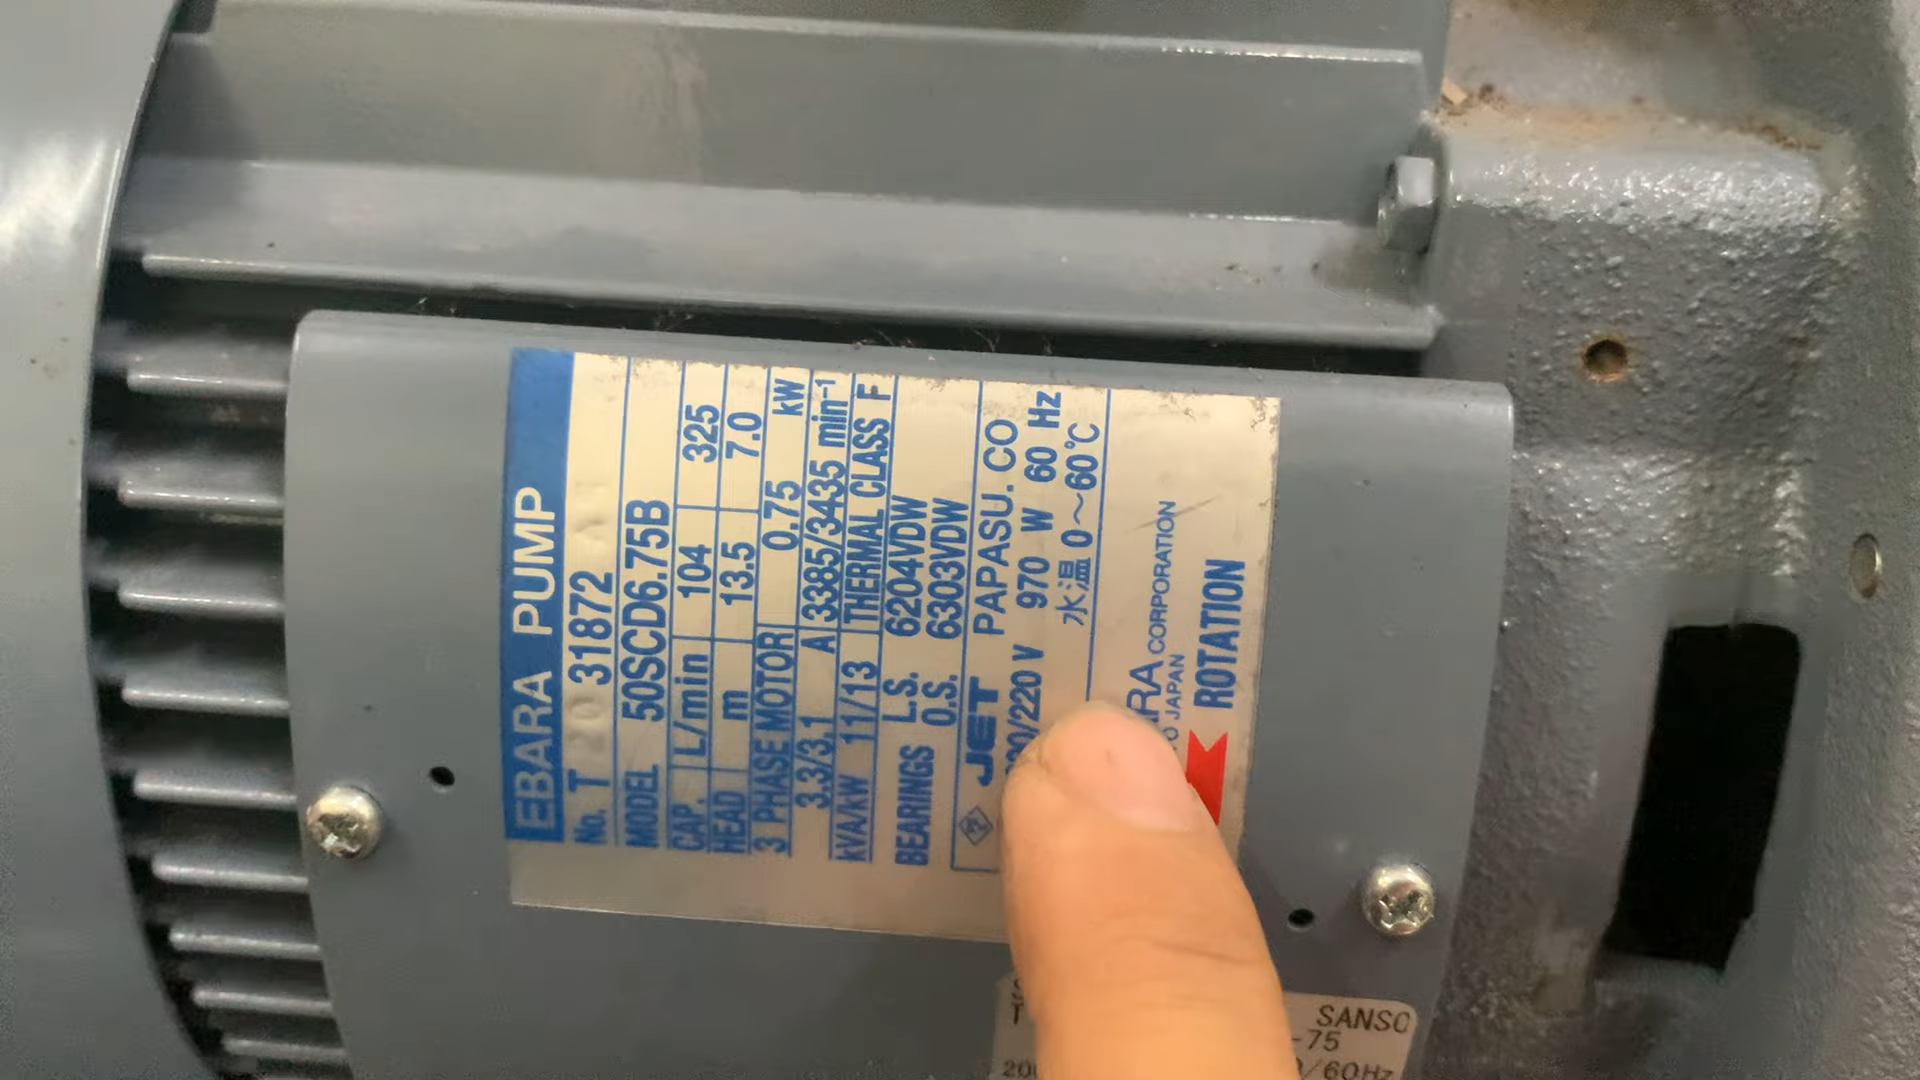 EBARA PUMP
No. T 20 31872
MODEL 50SCD6.75B
CAP. L/min 104 325
HEAD m 13.5 7.0
3 PHASE MOTOR 0.75 kW
3.3/3.1 A 3385/3435 min⁻¹
kVA/kW 11/13 THERMAL CLASS F
BEARINGS L.S. 6204VDW
O.S. 6303VDW
JET PAPASU. CO
/220 V 970 W 60 Hz
水温 0～60℃
CORPORATION
JAPAN
ROTATION
SANSO
-75
/60Hz